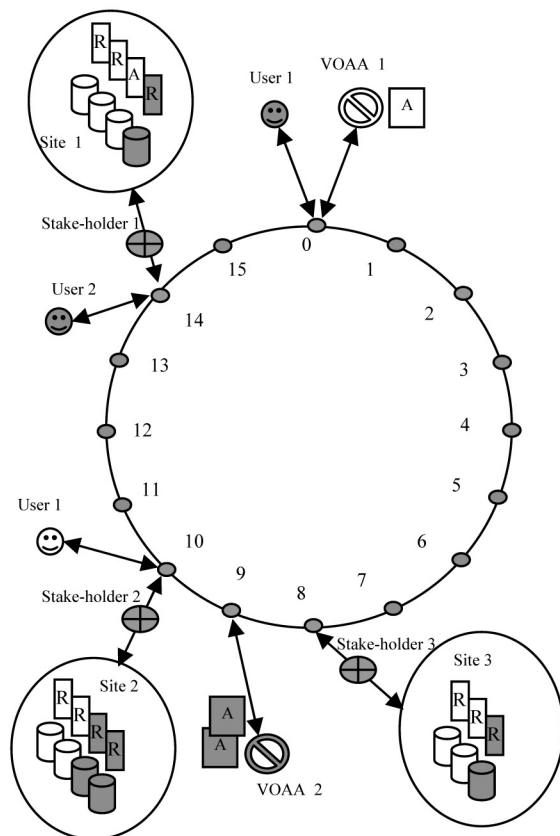 R
R
A
R
Site 1
User 1
VOAA 1
A
Stake-holder 1
User 2
0
1
2
3
4
5
6
7
8
9
10
11
12
13
14
15
User 1
Stake-holder 2
Site 2
R
R
R
R
A
A
VOAA 2
Stake-holder 3
Site 3
R
R
R